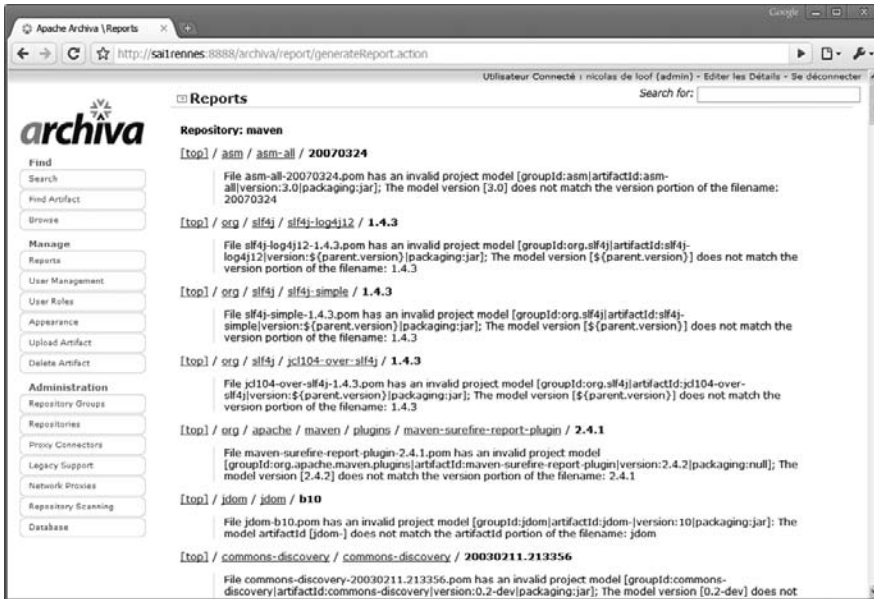 Google
Apache Archiva \ Reports
http://sai1rennes:8888/archiva/report/generateReport.action
Utilisateur Connecté : nicolas de loof (admin) - Editer les Détails - Se déconnecter
Reports
Search for:
archiva
Find
Search
Find Artifact
Browse
Manage
Reports
User Management
User Roles
Appearance
Upload Artifact
Delete Artifact
Administration
Repository Groups
Repositories
Proxy Connectors
Legacy Support
Network Proxies
Repository Scanning
Database
Repository: maven
[top] / asm / asm-all / 20070324
File asm-all-20070324.pom has an invalid project model [groupId:asm|artifactId:asm-
all|version:3.0|packaging:jar]; The model version [3.0] does not match the version portion of the filename:
20070324
[top] / org / slf4j / slf4j-log4j12 / 1.4.3
File slf4j-log4j12-1.4.3.pom has an invalid project model [groupId:org.slf4j|artifactId:slf4j-
log4j12|version:${parent.version}|packaging:jar]; The model version [${parent.version}] does not match the
version portion of the filename: 1.4.3
[top] / org / slf4j / slf4j-simple / 1.4.3
File slf4j-simple-1.4.3.pom has an invalid project model [groupId:org.slf4j|artifactId:slf4j-
simple|version:${parent.version}|packaging:jar]; The model version [${parent.version}] does not match the
version portion of the filename: 1.4.3
[top] / org / slf4j / jcl104-over-slf4j / 1.4.3
File jcl104-over-slf4j-1.4.3.pom has an invalid project model [groupId:org.slf4j|artifactId:jcl104-over-
slf4j|version:${parent.version}|packaging:jar]; The model version [${parent.version}] does not match the
version portion of the filename: 1.4.3
[top] / org / apache / maven / plugins / maven-surefire-report-plugin / 2.4.1
File maven-surefire-report-plugin-2.4.1.pom has an invalid project model
[groupId:org.apache.maven.plugins|artifactId:maven-surefire-report-plugin|version:2.4.2|packaging:null]; The
model version [2.4.2] does not match the version portion of the filename: 2.4.1
[top] / jdom / jdom / b10
File jdom-b10.pom has an invalid project model [groupId:jdom|artifactId:jdom-|version:10|packaging:jar]: The
model artifact [jdom-] does not match the artifactId portion of the filename: jdom
[top] / commons-discovery / commons-discovery / 20030211.213356
File commons-discovery-20030211.213356.pom has an invalid project model [groupId:commons-
discovery|artifactId:commons-discovery|version:0.2-dev|packaging:jar]; The model version [0.2-dev] does not